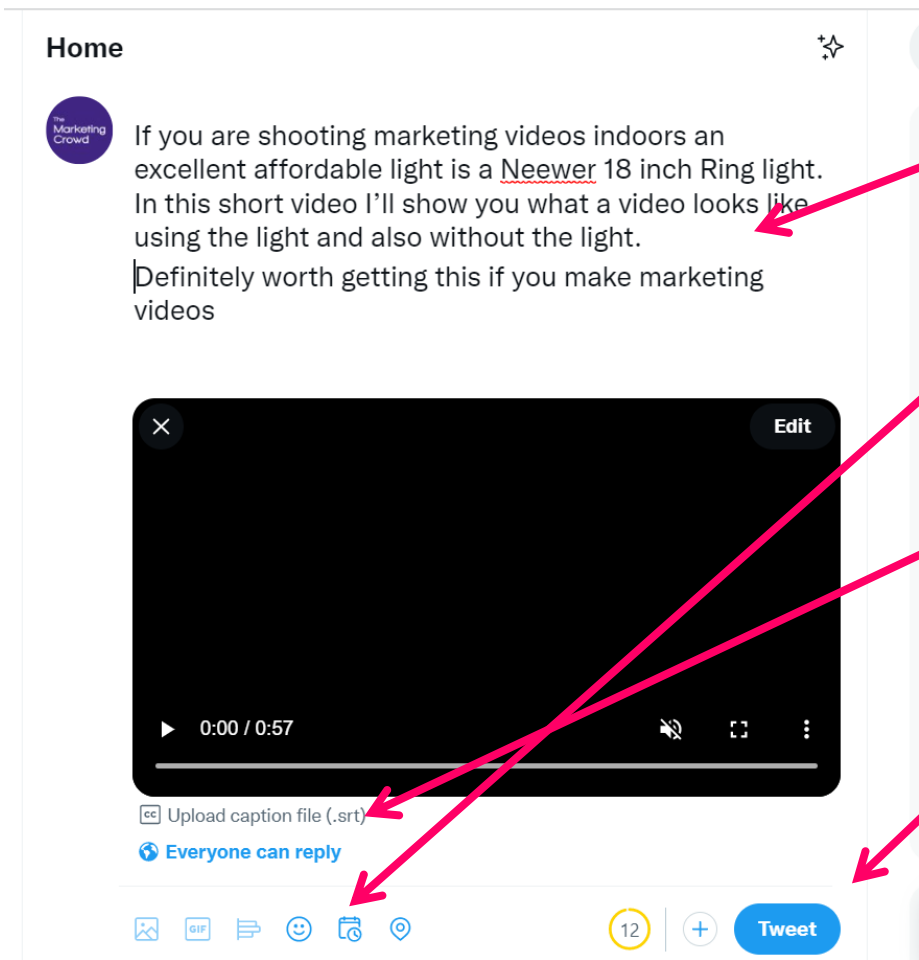 Home
The
Marketing
Crowd
If you are shooting marketing videos indoors an
excellent affordable light is a Neewer 18 inch Ring light.
In this short video I’ll show you what a video looks like
using the light and also without the light.
Definitely worth getting this if you make marketing
videos
Edit
0:00 / 0:57
CC Upload caption file (.srt)
Everyone can reply
GIF
12
Tweet